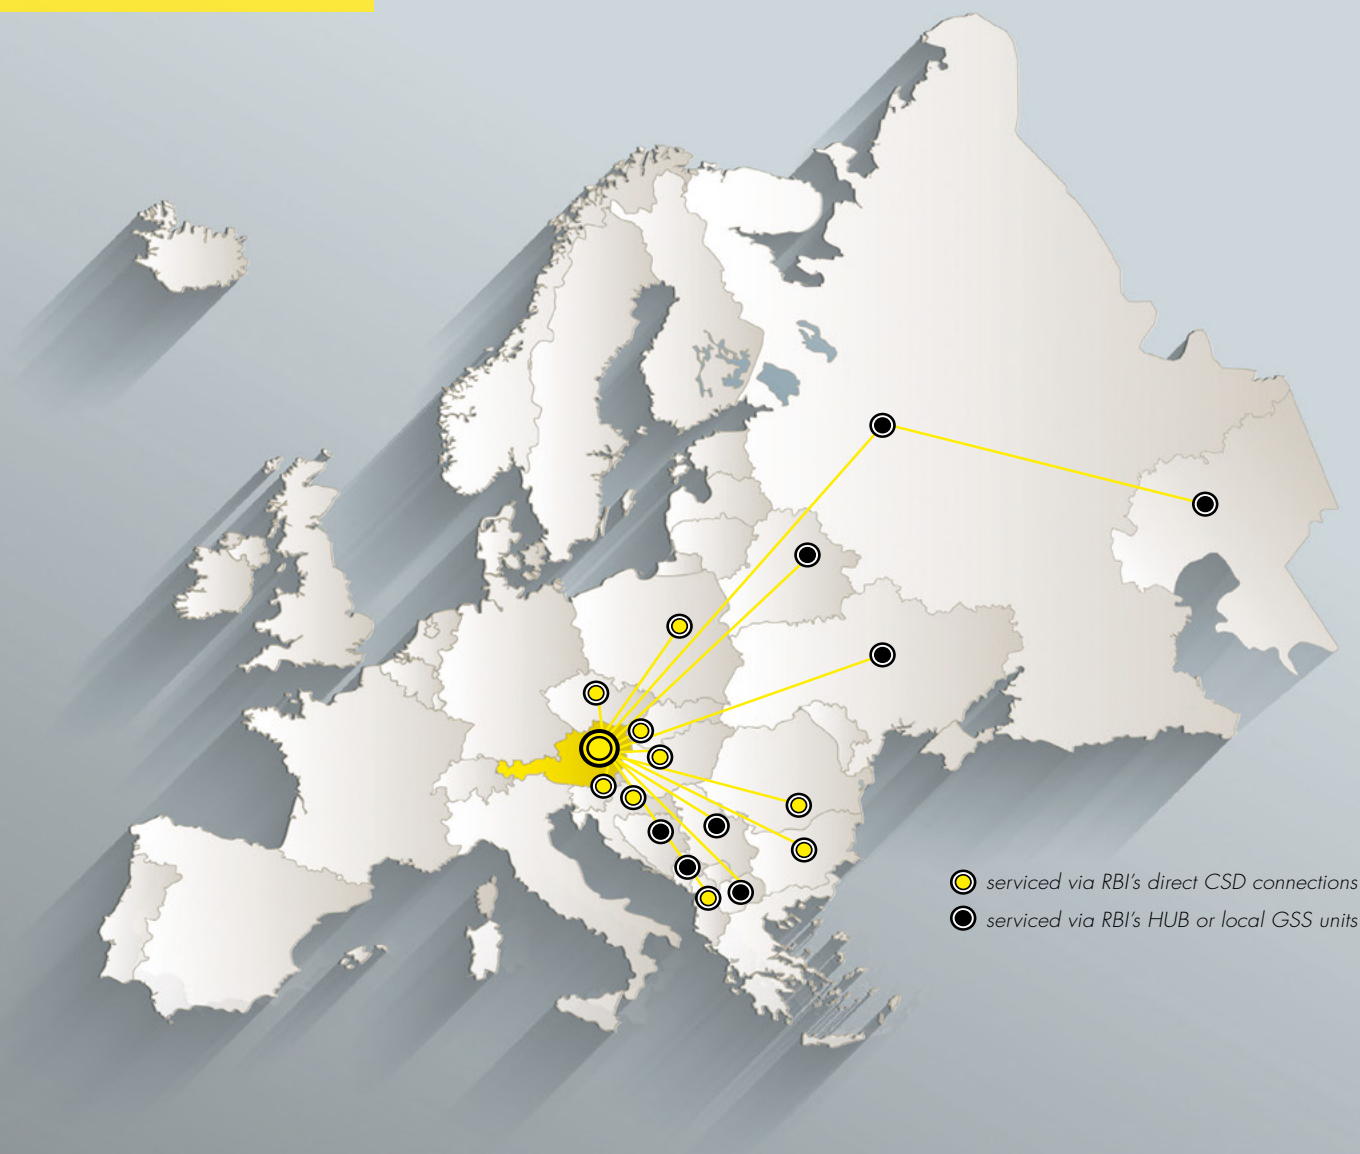 serviced via RBI's direct CSD connections
serviced via RBI's HUB or local GSS units